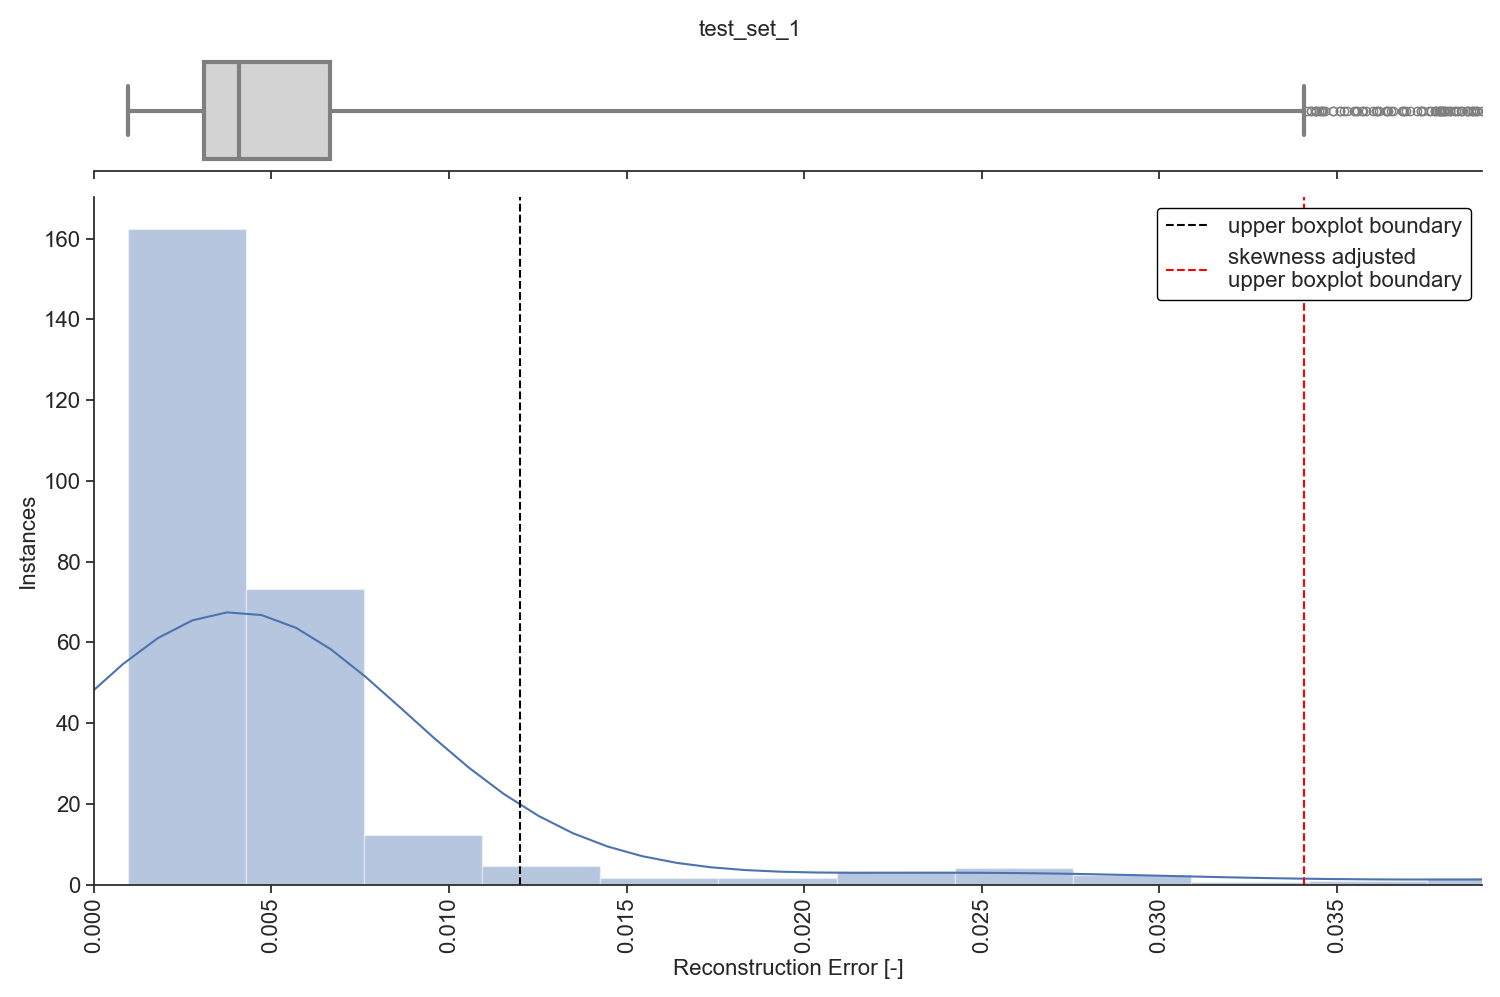 test_set_1
upper boxplot boundary
skewness adjusted
upper boxplot boundary
160
140
120
100
80
60
40
20
0
Instances
0.000
0.005
0.010
0.015
0.020
0.025
0.030
0.035
Reconstruction Error [-]